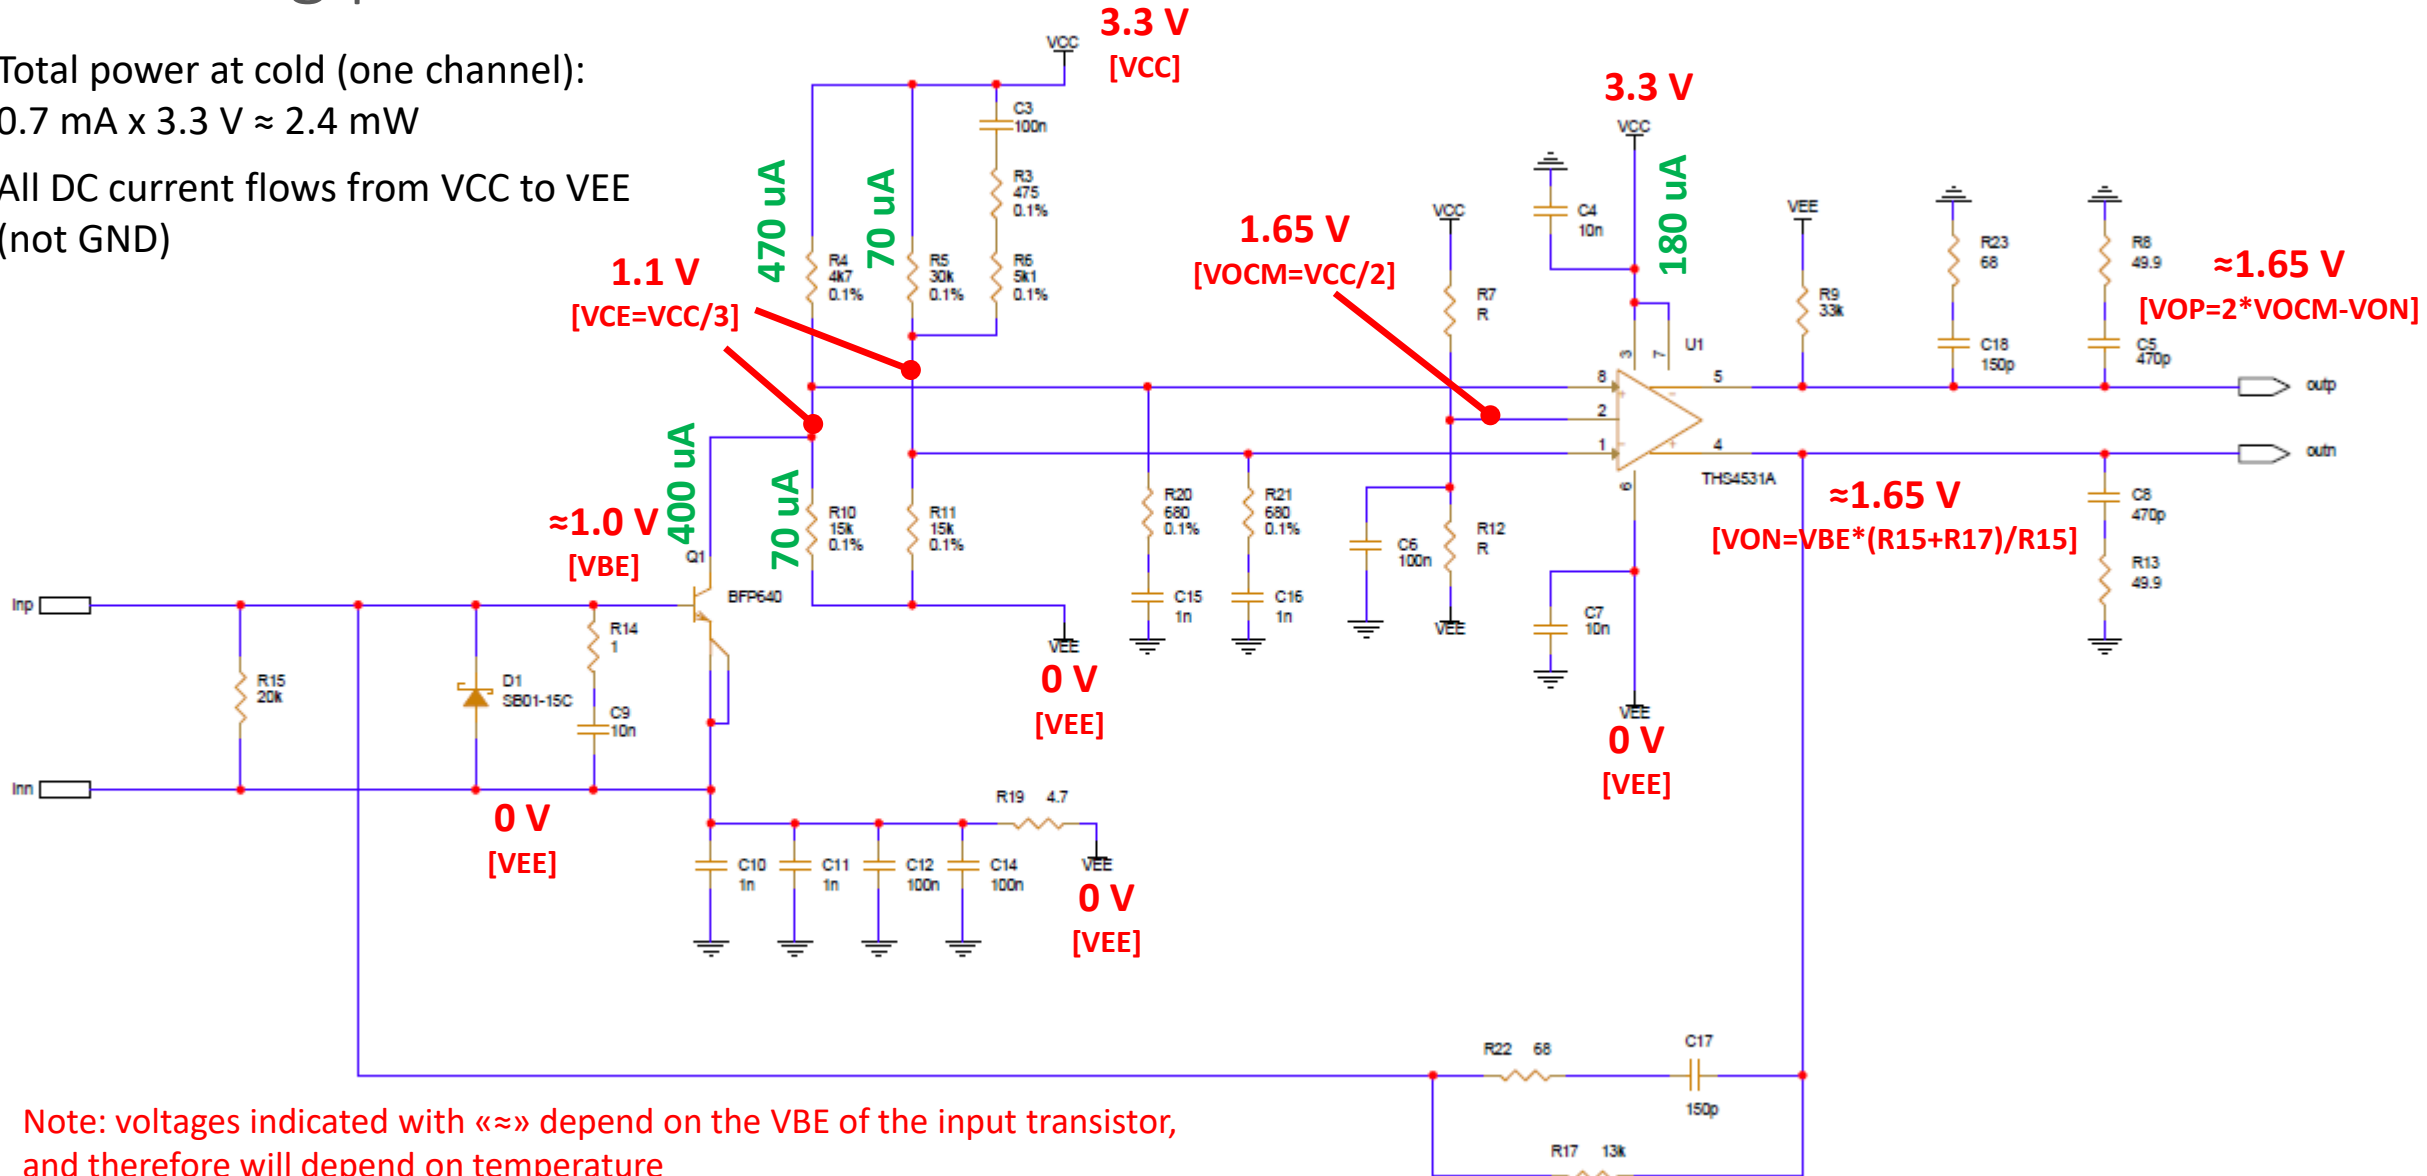 Total power at cold (one channel):
0.7 mA x 3.3 V ≈ 2.4 mW
All DC current flows from VCC to VEE
(not GND)
3.3 V
[VCC]
VCC
C3
100n
R3
475
0.1%
470 uA
70 uA
R4
4k7
0.1%
R5
30k
0.1%
R6
5k1
0.1%
1.1 V
[VCE=VCC/3]
1.65 V
[VOCM=VCC/2]
3.3 V
VCC
180 uA
C4
10n
VCC
R7
R
VEE
R9
33k
R23
68
C18
150p
R8
49.9
C5
470p
≈1.65 V
[VOP=2*VOCM-VON]
U1
3
7
8
2
1
5
4
6
THS4531A
outp
outn
≈1.65 V
[VON=VBE*(R15+R17)/R15]
C8
470p
R13
49.9
400 uA
70 uA
≈1.0 V
[VBE]
Q1
BFP640
R10
15k
0.1%
R11
15k
0.1%
R20
680
0.1%
R21
680
0.1%
C15
1n
C16
1n
C6
100n
R12
R
VEE
C7
10n
VEE
0 V
[VEE]
VEE
0 V
[VEE]
Inp
R15
20k
D1
SB01-15C
R14
1
C9
10n
Inn
0 V
[VEE]
R19 4.7
C10
1n
C11
1n
C12
100n
C14
100n
VEE
0 V
[VEE]
R22 68
C17
150p
R17 13k
Note: voltages indicated with «≈» depend on the VBE of the input transistor,
and therefore will depend on temperature